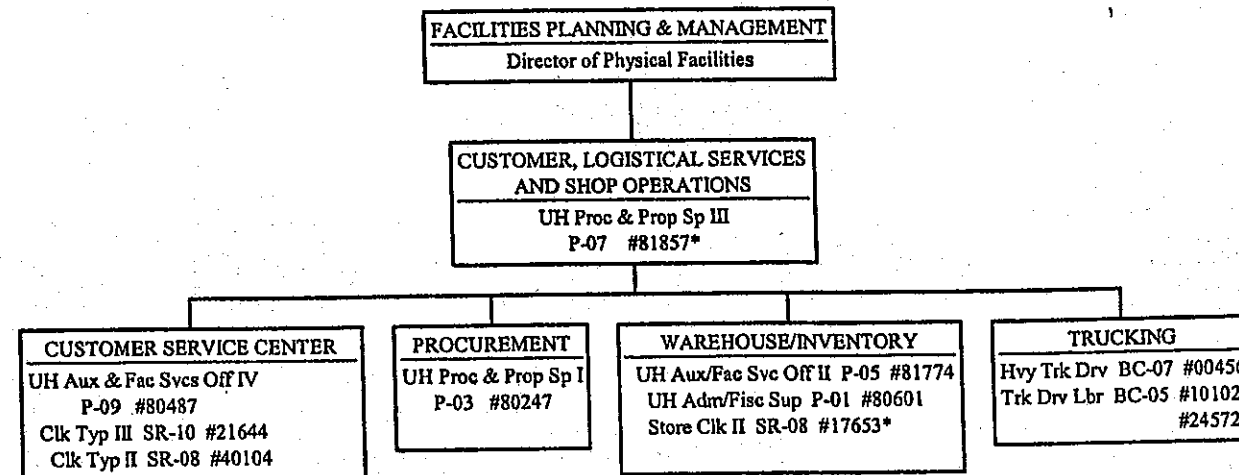 FACILITIES PLANNING & MANAGEMENT
Director of Physical Facilities
CUSTOMER, LOGISTICAL SERVICES
AND SHOP OPERATIONS
UH Proc & Prop Sp III
P-07 #81857*
CUSTOMER SERVICE CENTER
UH Aux & Fac Svcs Off IV
P-09 #80487
Clk Typ III SR-10 #21644
Clk Typ II SR-08 #40104
PROCUREMENT
UH Proc & Prop Sp I
P-03 #80247
WAREHOUSE/INVENTORY
UH Aux/Fac Svc Off II P-05 #81774
UH Adm/Fisc Sup P-01 #80601
Store Clk II SR-08 #17653*
TRUCKING
Hvy Trk Drv BC-07 #00450
Trk Drv Lbr BC-05 #10102
#24572